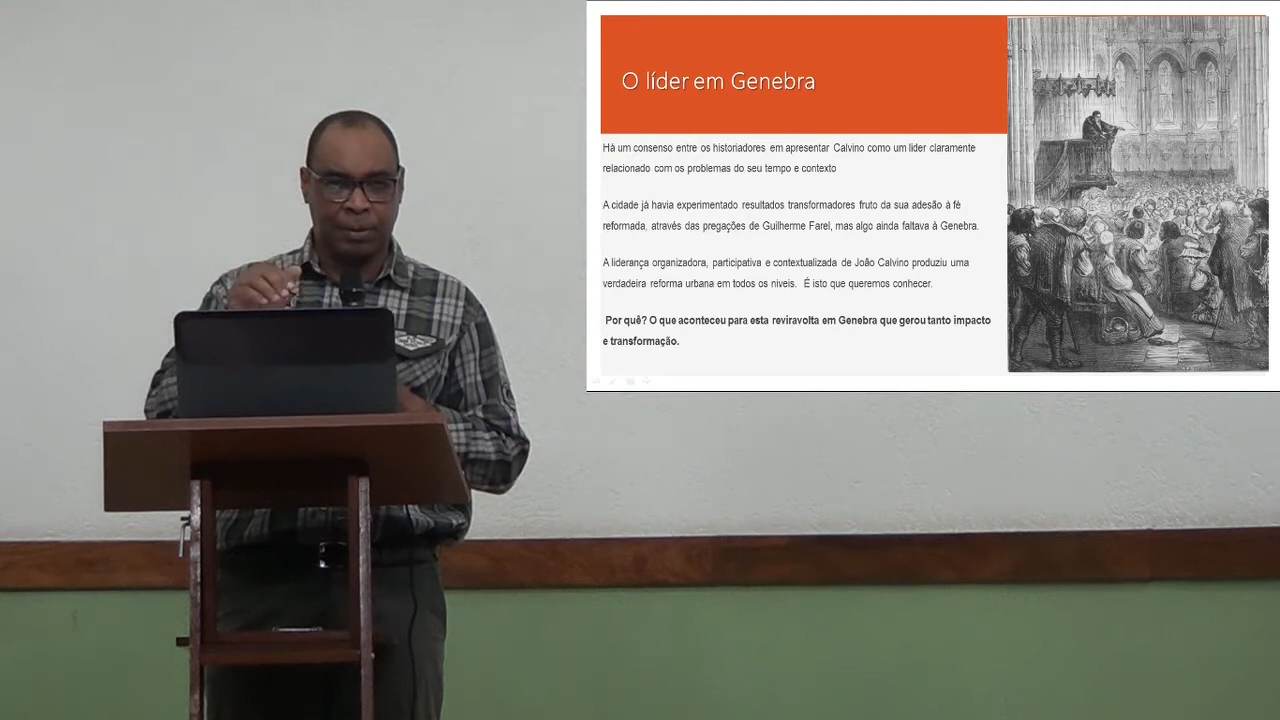 O líder em Genebra
Há um consenso entre os historiadores em apresentar Calvino como um líder claramente
relacionado com os problemas do seu tempo e contexto
A cidade já havia experimentado resultados transformadores fruto da sua adesão à fé
reformada, através das pregações de Guilherme Farel, mas algo ainda faltava à Genebra.
A liderança organizadora, participativa e contextualizada de João Calvino produziu uma
verdadeira reforma urbana em todos os níveis. É isto que queremos conhecer.
Por quê? O que aconteceu para esta reviravolta em Genebra que gerou tanto impacto
e transformação.